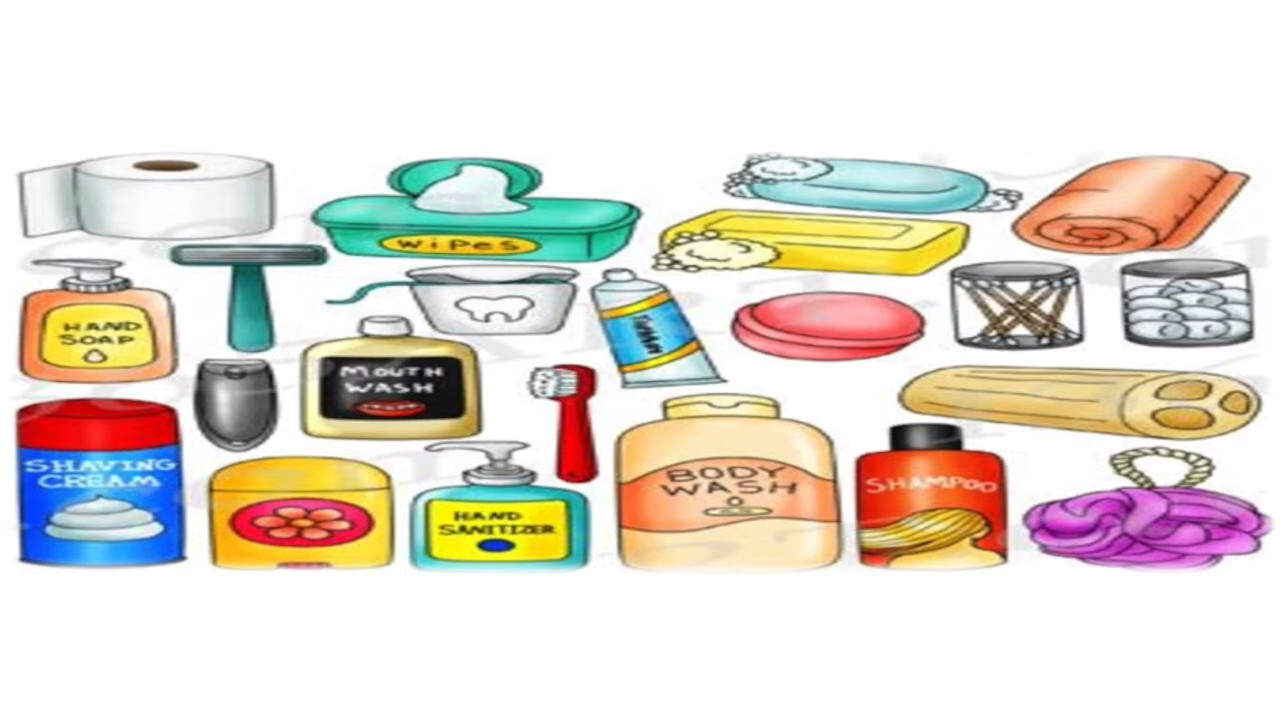 wipes
HAND
SOAP
MOUTH
WASH
SHAVING
CREAM
HAND
SANITIZER
BODY
WASH
SHAMPOO